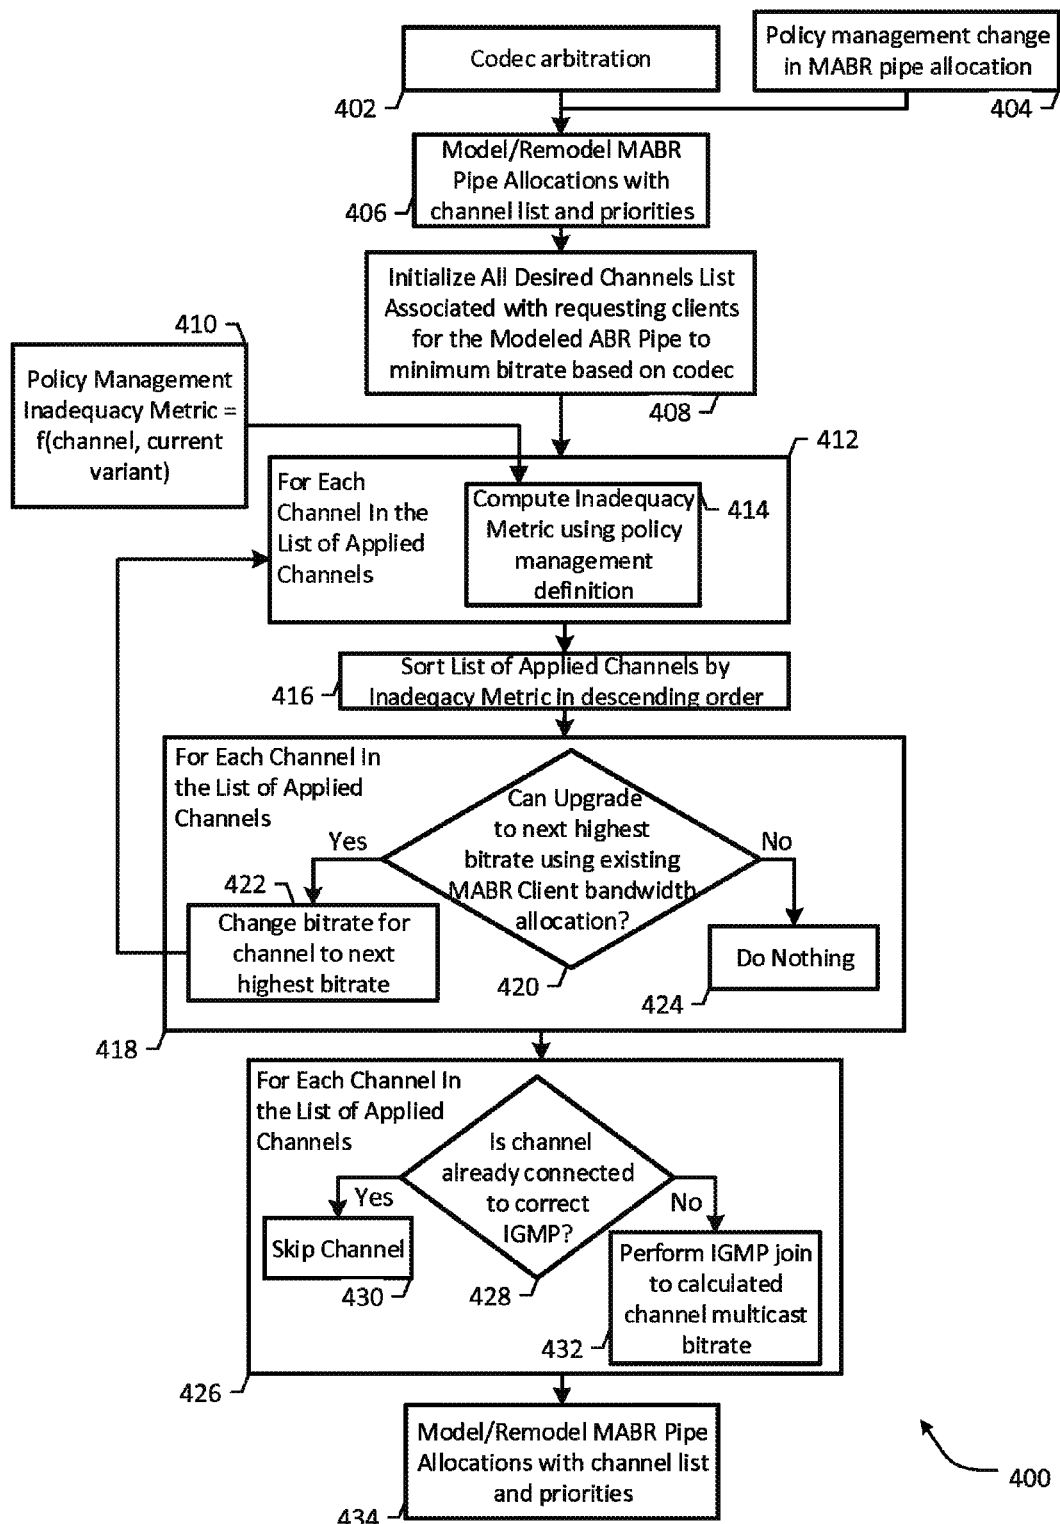 Codec arbitration
402
Policy management change
in MABR pipe allocation
404
Model/Remodel MABR
Pipe Allocations with
channel list and priorities
406
Initialize All Desired Channels List
Associated with requesting clients
for the Modeled ABR Pipe to
minimum bitrate based on codec
408
410
Policy Management
Inadequacy Metric =
f(channel, current
variant)
412
For Each
Channel In the
List of Applied
Channels
Compute Inadequacy
Metric using policy
management
definition
414
Sort List of Applied Channels by
Inadeqacy Metric in descending order
416
For Each Channel In
the List of Applied
Channels
Can Upgrade
to next highest
bitrate using existing
MABR Client bandwidth
allocation?
420
Yes
No
422
Change bitrate for
channel to next
highest bitrate
Do Nothing
424
418
For Each Channel In
the List of Applied
Channels
Is channel
already connected
to correct
IGMP?
428
Yes
No
Skip Channel
430
Perform IGMP join
to calculated
channel multicast
bitrate
432
426
Model/Remodel MABR Pipe
Allocations with channel list
and priorities
434
400